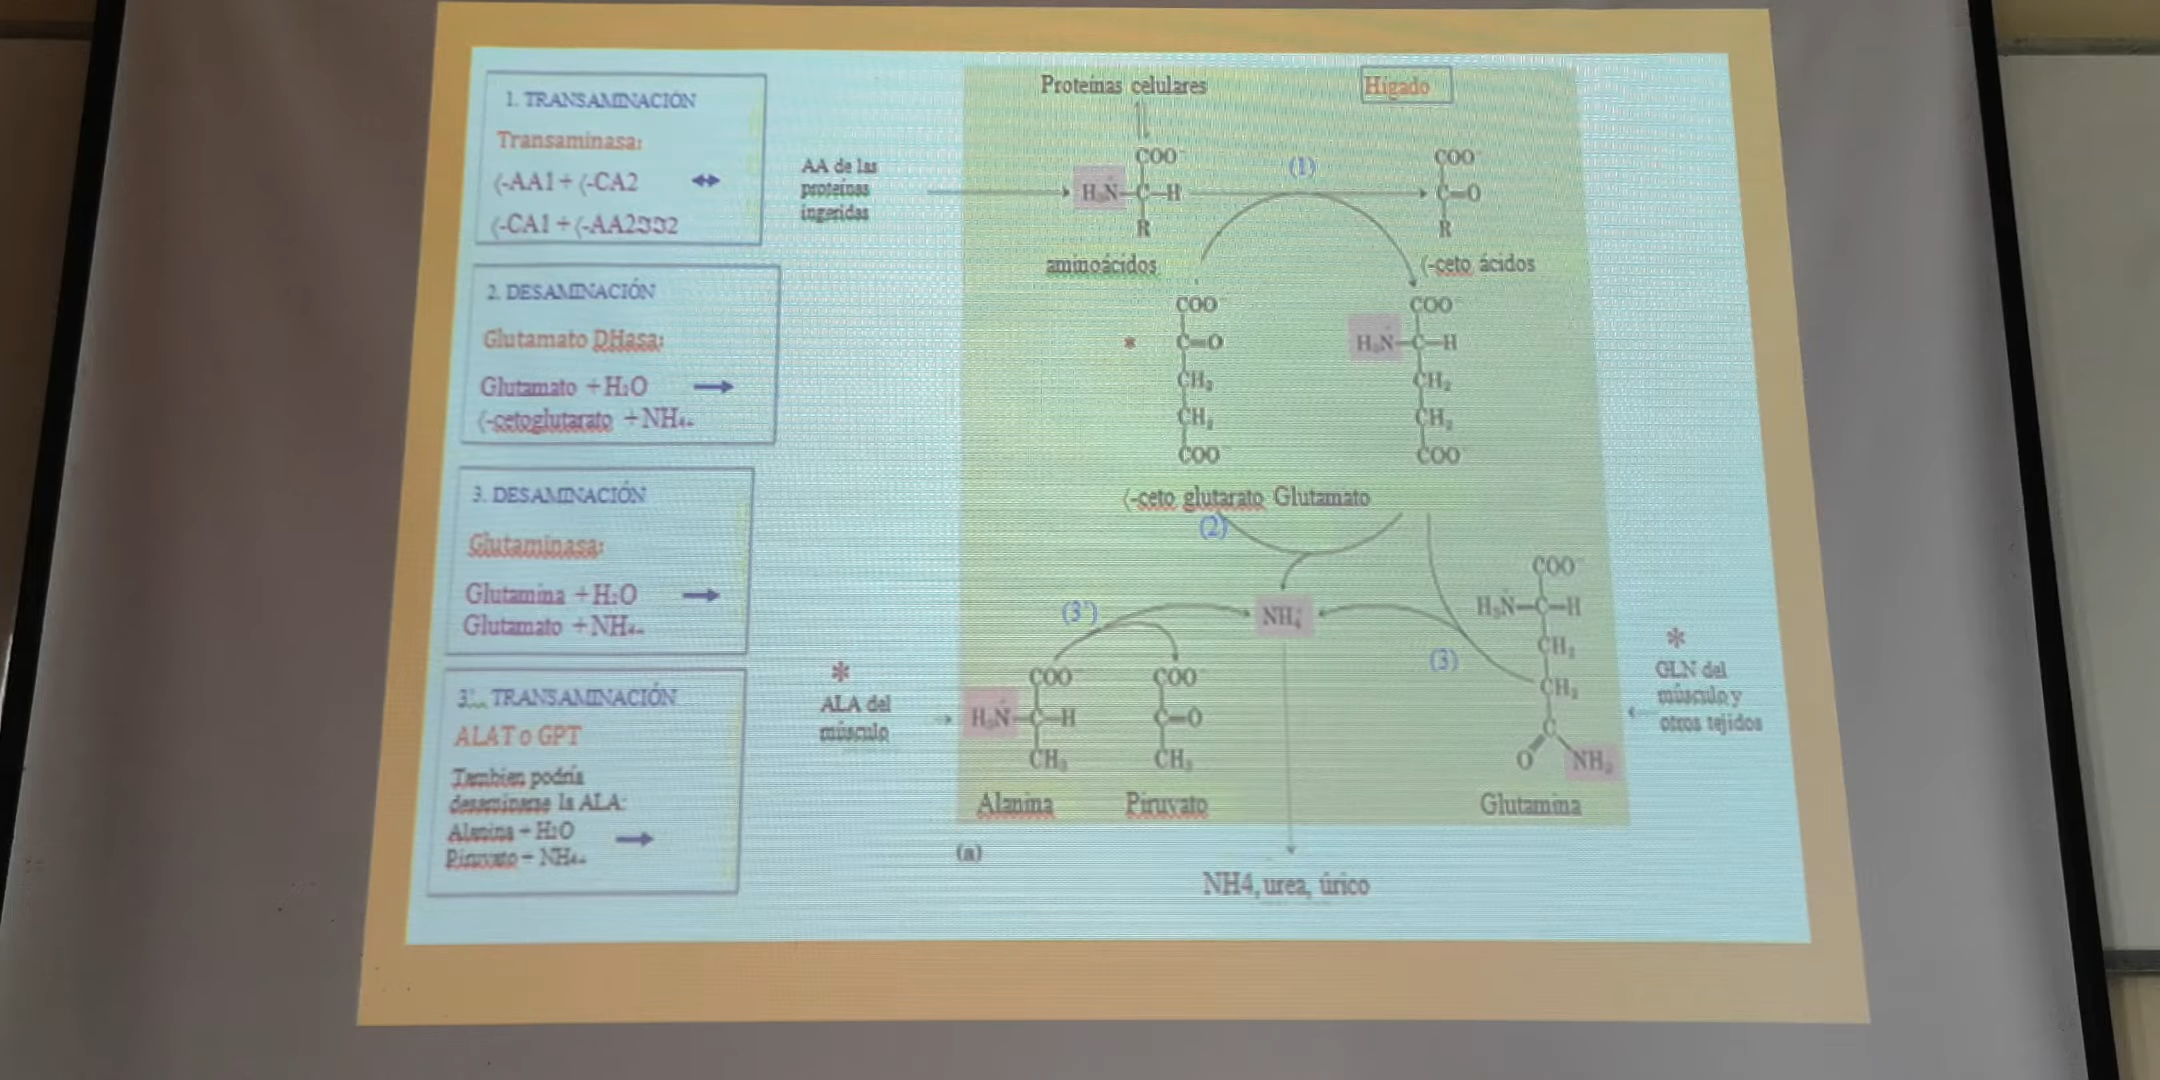 1. TRANSAMINACIÓN
Transaminasa:
(-AA1 + (-CA2 ↔
(-CA1 + (-AA2
2. DESAMINACIÓN
Glutamato DHasa:
Glutamato + H2O →
(-cetoglutarato + NH4+
3. DESAMINACIÓN
Glutaminasa:
Glutamina + H2O →
Glutamato + NH4+
3'. TRANSAMINACIÓN
ALAT o GPT
Tambien podría
desaminarse la ALA:
Alanina + H2O →
Piruvato + NH4+
AA de las
proteínas
ingeridas
Proteínas celulares
Hígado
COO-
H3N+-C-H
R
aminoácidos
(1)
COO-
C=O
R
(-ceto ácidos
*
COO-
C=O
CH2
CH2
COO-
(-ceto glutarato
COO-
H3N+-C-H
CH2
CH2
COO-
Glutamato
(2)
(3')
NH4+
(3)
*
ALA del
músculo
COO-
H3N+-C-H
CH3
Alanina
COO-
C=O
CH3
Piruvato
COO-
H3N+-C-H
CH2
CH2
C
O NH2
Glutamina
*
GLN del
músculo y
otros tejidos
(a)
NH4, urea, úrico